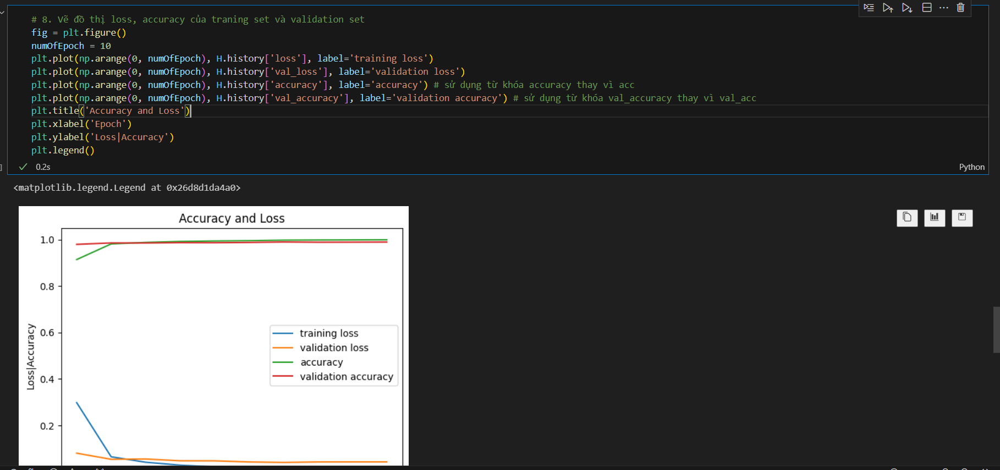 # 8. Vẽ đồ thị loss, accuracy của traning set và validation set
fig = plt.figure()
numOfEpoch = 10
plt.plot(np.arange(0, numOfEpoch), H.history['loss'], label='training loss')
plt.plot(np.arange(0, numOfEpoch), H.history['val_loss'], label='validation loss')
plt.plot(np.arange(0, numOfEpoch), H.history['accuracy'], label='accuracy') # sử dụng từ khóa accuracy thay vì acc
plt.plot(np.arange(0, numOfEpoch), H.history['val_accuracy'], label='validation accuracy') # sử dụng từ khóa val_accuracy thay vì val_acc
plt.title('Accuracy and Loss')
plt.xlabel('Epoch')
plt.ylabel('Loss|Accuracy')
plt.legend()
] 0.2s
Python
<matplotlib.legend.Legend at 0x26d8d1da4a0>
Accuracy and Loss
1.0
0.8
0.6
0.4
0.2
Loss|Accuracy
training loss
validation loss
accuracy
validation accuracy